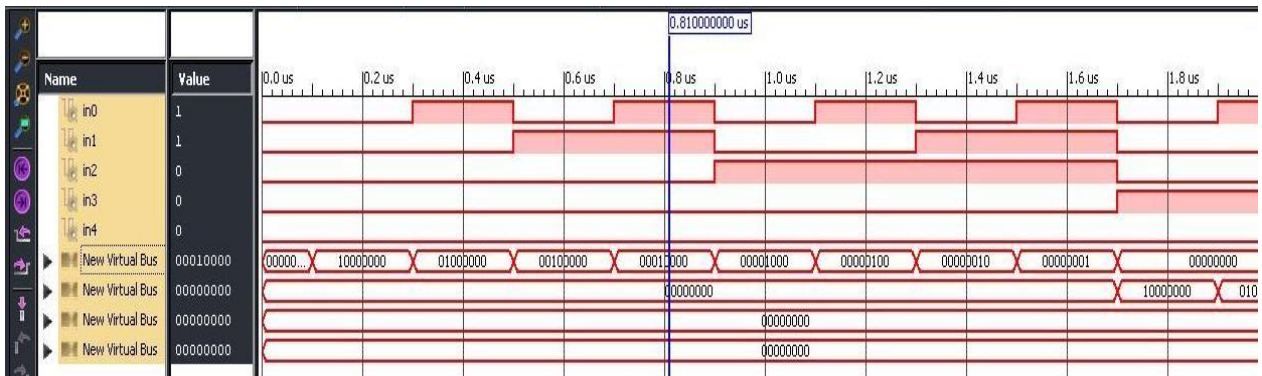 0.810000000 us
Name Value 0.0 us 0.2 us 0.4 us 0.6 us 0.8 us 1.0 us 1.2 us 1.4 us 1.6 us 1.8 us
in0 1
in1 1
in2 0
in3 0
in4 0
New Virtual Bus 00010000 00000... 10000000 01000000 00100000 00010000 00001000 00000100 00000010 00000001 00000000
New Virtual Bus 00000000 00000000 10000000 010
New Virtual Bus 00000000 00000000
New Virtual Bus 00000000 00000000